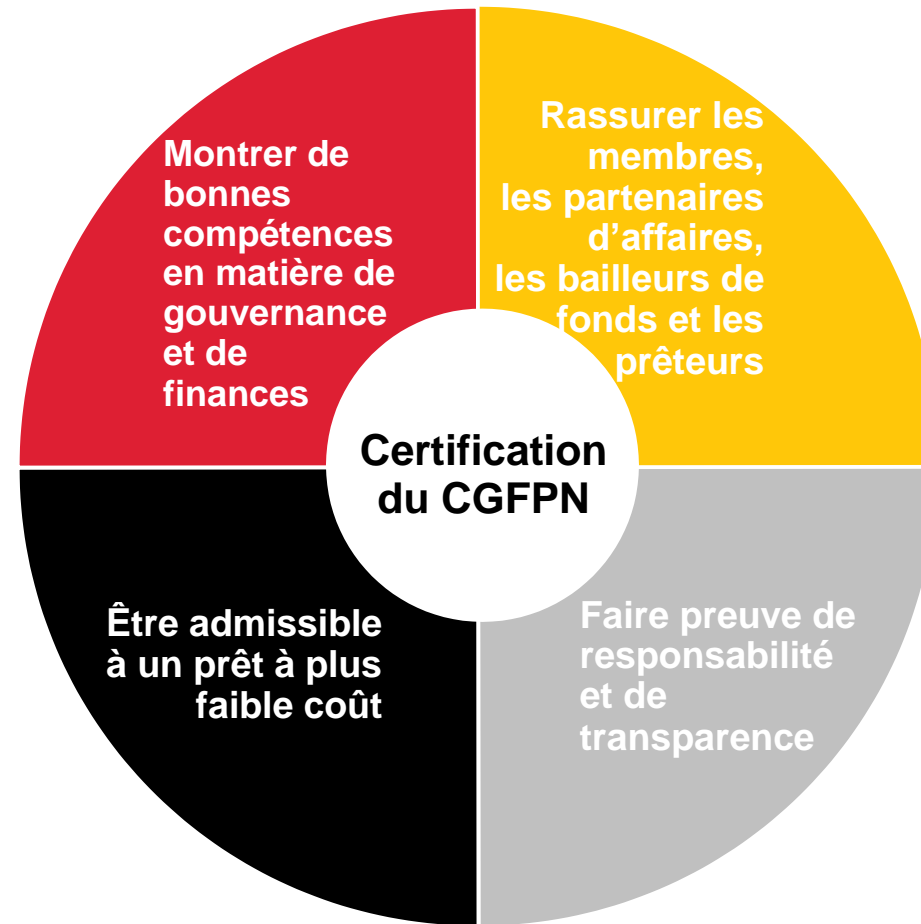 Montrer de
bonnes
compétences
en matière de
gouvernance
et de
finances
Rassurer les
membres,
les partenaires
d’affaires,
les bailleurs de
fonds et les
prêteurs
Certification
du CGFPN
Être admissible
à un prêt à plus
faible coût
Faire preuve de
responsabilité
et de
transparence